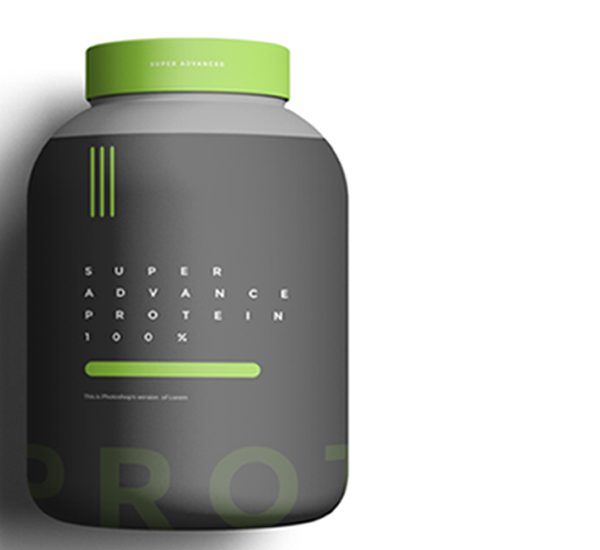 SUPER ADVANCED
SUPER
ADVANCE
PROTEIN
100%
This is Photoshop's version of Lorem
PROT